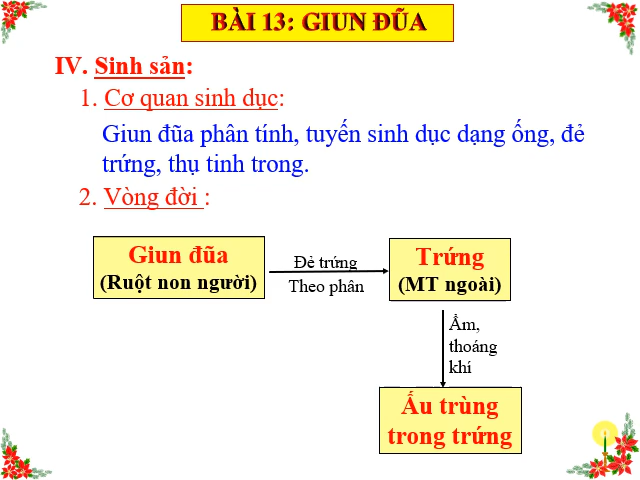 BÀI 13: GIUN ĐŨA
IV. Sinh sản:
1. Cơ quan sinh dục:
Giun đũa phân tính, tuyến sinh dục dạng ống, đẻ
trứng, thụ tinh trong.
2. Vòng đời :
Giun đũa
(Ruột non người)
Đẻ trứng
Theo phân
Trứng
(MT ngoài)
Ẩm,
thoáng
khí
Ấu trùng
trong trứng